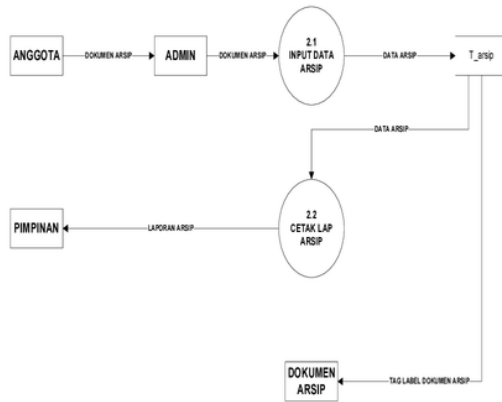 ANGGOTA
DOKUMEN ARSIP
ADMIN
DOKUMEN ARSIP
2.1
INPUT DATA
ARSIP
DATA ARSIP
T_arsip
DATA ARSIP
PIMPINAN
LAPORAN ARSIP
2.2
CETAK LAP
ARSIP
DOKUMEN
ARSIP
TAG LABEL DOKUMEN ARSIP